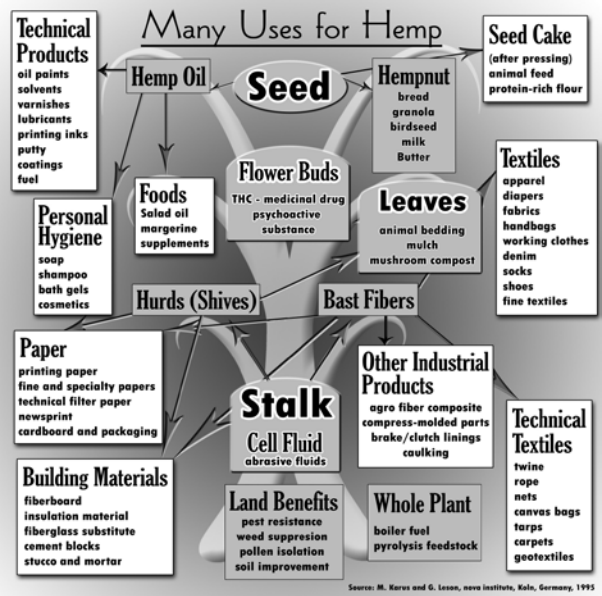 Many Uses for Hemp
Technical
Products
oil paints
solvents
varnishes
lubricants
printing inks
putty
coatings
fuel
Hemp Oil
Seed
Hempnut
bread
granola
birdseed
milk
Butter
Seed Cake
(after pressing)
animal feed
protein-rich flour
Personal
Hygiene
soap
shampoo
bath gels
cosmetics
Foods
Salad oil
margerine
supplements
Flower Buds
THC - medicinal drug
psychoactive
substance
Leaves
animal bedding
mulch
mushroom compost
Textiles
apparel
diapers
fabrics
handbags
working clothes
denim
socks
shoes
fine textiles
Hurds (Shives)
Bast Fibers
Paper
printing paper
fine and specialty papers
technical filter paper
newsprint
cardboard and packaging
Stalk
Cell Fluid
abrasive fluids
Other Industrial
Products
agro fiber composite
compress-molded parts
brake/clutch linings
caulking
Technical
Textiles
twine
rope
nets
canvas bags
tarps
carpets
geotextiles
Building Materials
fiberboard
insulation material
fiberglass substitute
cement blocks
stucco and mortar
Land Benefits
pest resistance
weed suppresion
pollen isolation
soil improvement
Whole Plant
boiler fuel
pyrolysis feedstock
Source: M. Karus and G. Leson, nova institute, Koln, Germany, 1995